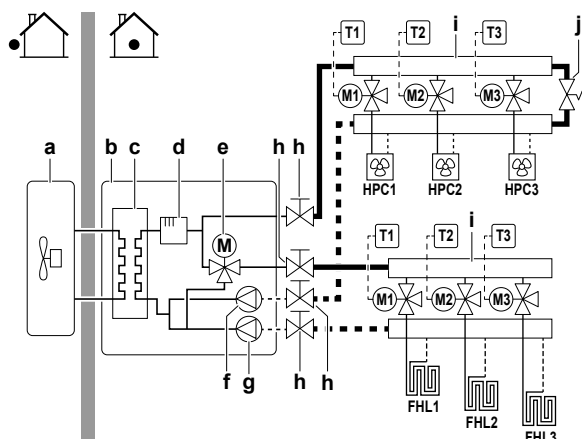 T1 T2 T3 i j
M1 M2 M3
a b c d e h h
HPC1 HPC2 HPC3
M
i
h T1 T2 T3
M1 M2 M3
f g h h
FHL1
FHL2
FHL3